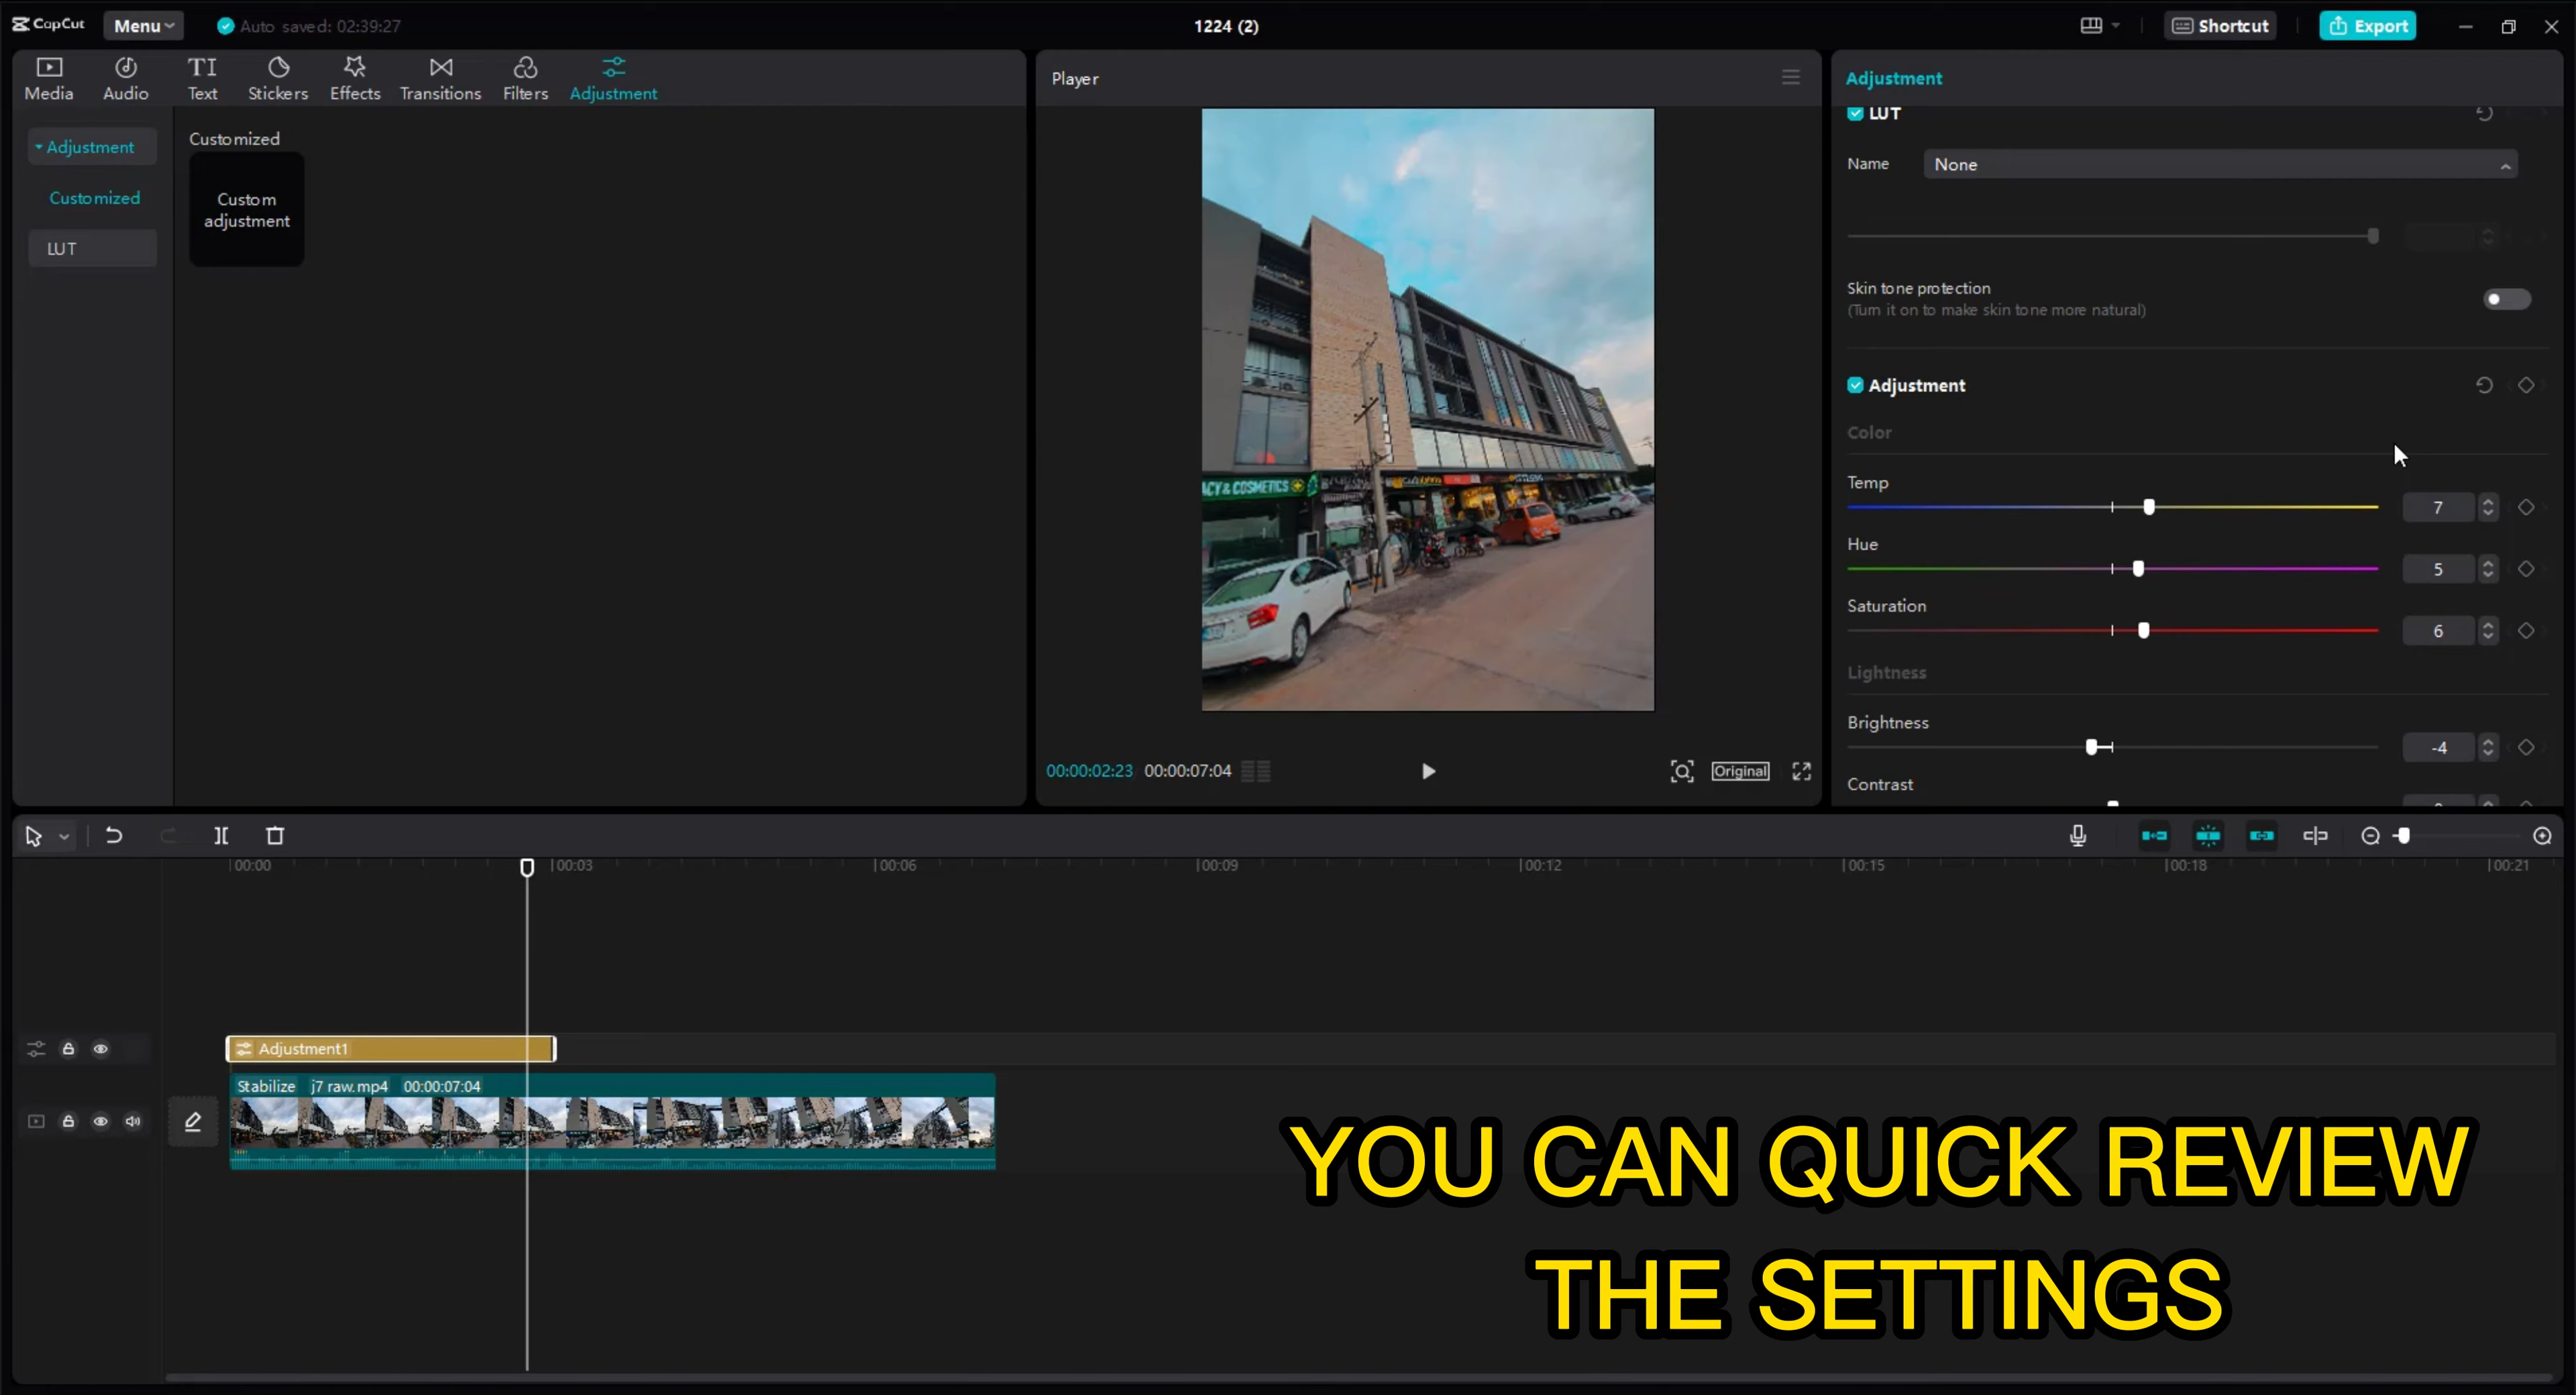 CapCut
Menu
Auto saved: 02:39:27
1224 (2)
Shortcut
Export
Media
Audio
Text
Stickers
Effects
Transitions
Filters
Adjustment
Adjustment
Customized
LUT
Customized
Custom
adjustment
Player
ACY & COSMETICS
00:00:02:23
00:00:07:04
Original
Adjustment
LUT
Name
None
Skin tone protection
(Turn it on to make skin tone more natural)
Adjustment
Color
Temp
7
Hue
5
Saturation
6
Lightness
Brightness
-4
Contrast
00:00
00:03
00:06
00:09
00:12
00:15
00:18
00:21
Adjustment1
Stabilize j7 raw.mp4 00:00:07:04
YOU CAN QUICK REVIEW
THE SETTINGS